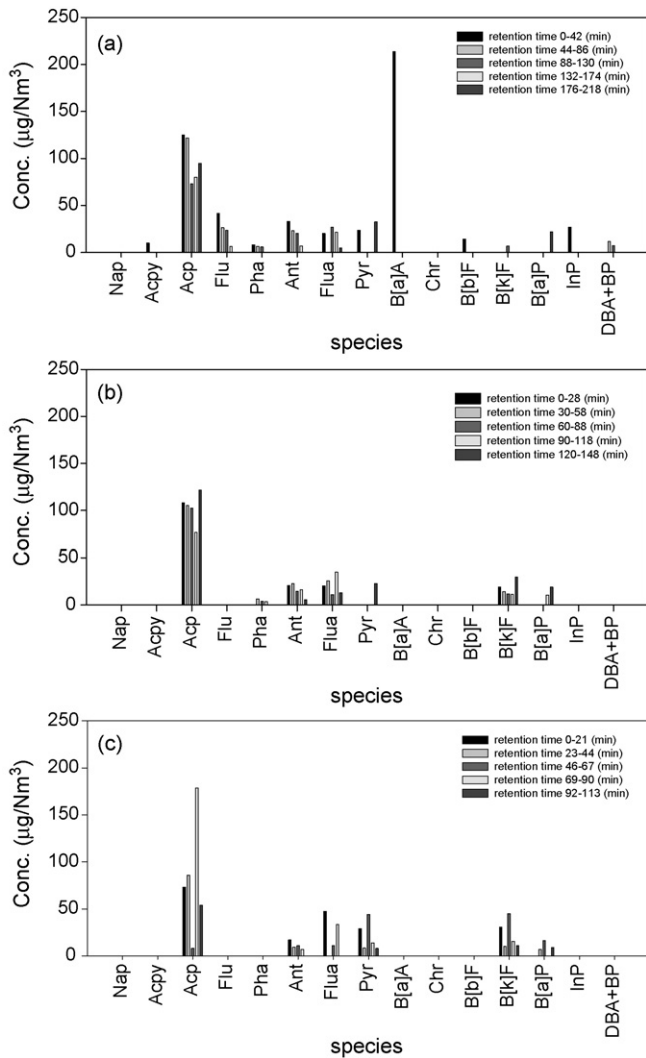 (a)
250
200
150
100
50
0
Conc. (µg/Nm³)
retention time 0-42 (min)
retention time 44-86 (min)
retention time 88-130 (min)
retention time 132-174 (min)
retention time 176-218 (min)
Nap Acpy Acp Flu Pha Ant Flua Pyr B[a]A Chr B[b]F B[k]F B[a]P InP DBA+BP
species
(b)
250
200
150
100
50
0
Conc. (µg/Nm³)
retention time 0-28 (min)
retention time 30-58 (min)
retention time 60-88 (min)
retention time 90-118 (min)
retention time 120-148 (min)
Nap Acpy Acp Flu Pha Ant Flua Pyr B[a]A Chr B[b]F B[k]F B[a]P InP DBA+BP
species
(c)
250
200
150
100
50
0
Conc. (µg/Nm³)
retention time 0-21 (min)
retention time 23-44 (min)
retention time 46-67 (min)
retention time 69-90 (min)
retention time 92-113 (min)
Nap Acpy Acp Flu Pha Ant Flua Pyr B[a]A Chr B[b]F B[k]F B[a]P InP DBA+BP
species